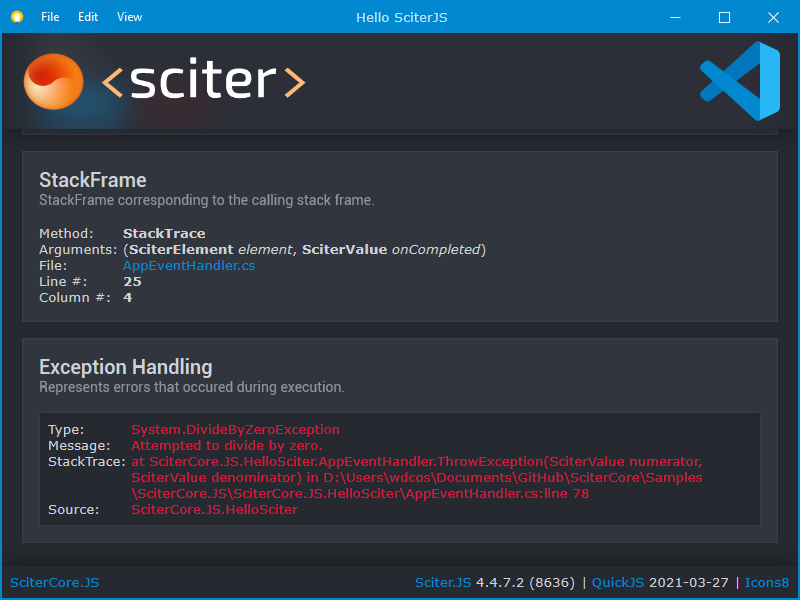 File Edit View Hello SciterJS
<sciter>
StackFrame
StackFrame corresponding to the calling stack frame.
Method: StackTrace
Arguments: (SciterElement element, SciterValue onCompleted)
File: AppEventHandler.cs
Line #: 25
Column #: 4
Exception Handling
Represents errors that occured during execution.
Type: System.DivideByZeroException
Message: Attempted to divide by zero.
StackTrace: at SciterCore.JS.HelloSciter.AppEventHandler.ThrowException(SciterValue numerator,
SciterValue denominator) in D:\Users\wdcos\Documents\GitHub\SciterCore\Samples
\SciterCore.JS\SciterCore.JS.HelloSciter\AppEventHandler.cs:line 78
Source: SciterCore.JS.HelloSciter
SciterCore.JS Sciter.JS 4.4.7.2 (8636) | QuickJS 2021-03-27 | Icons8